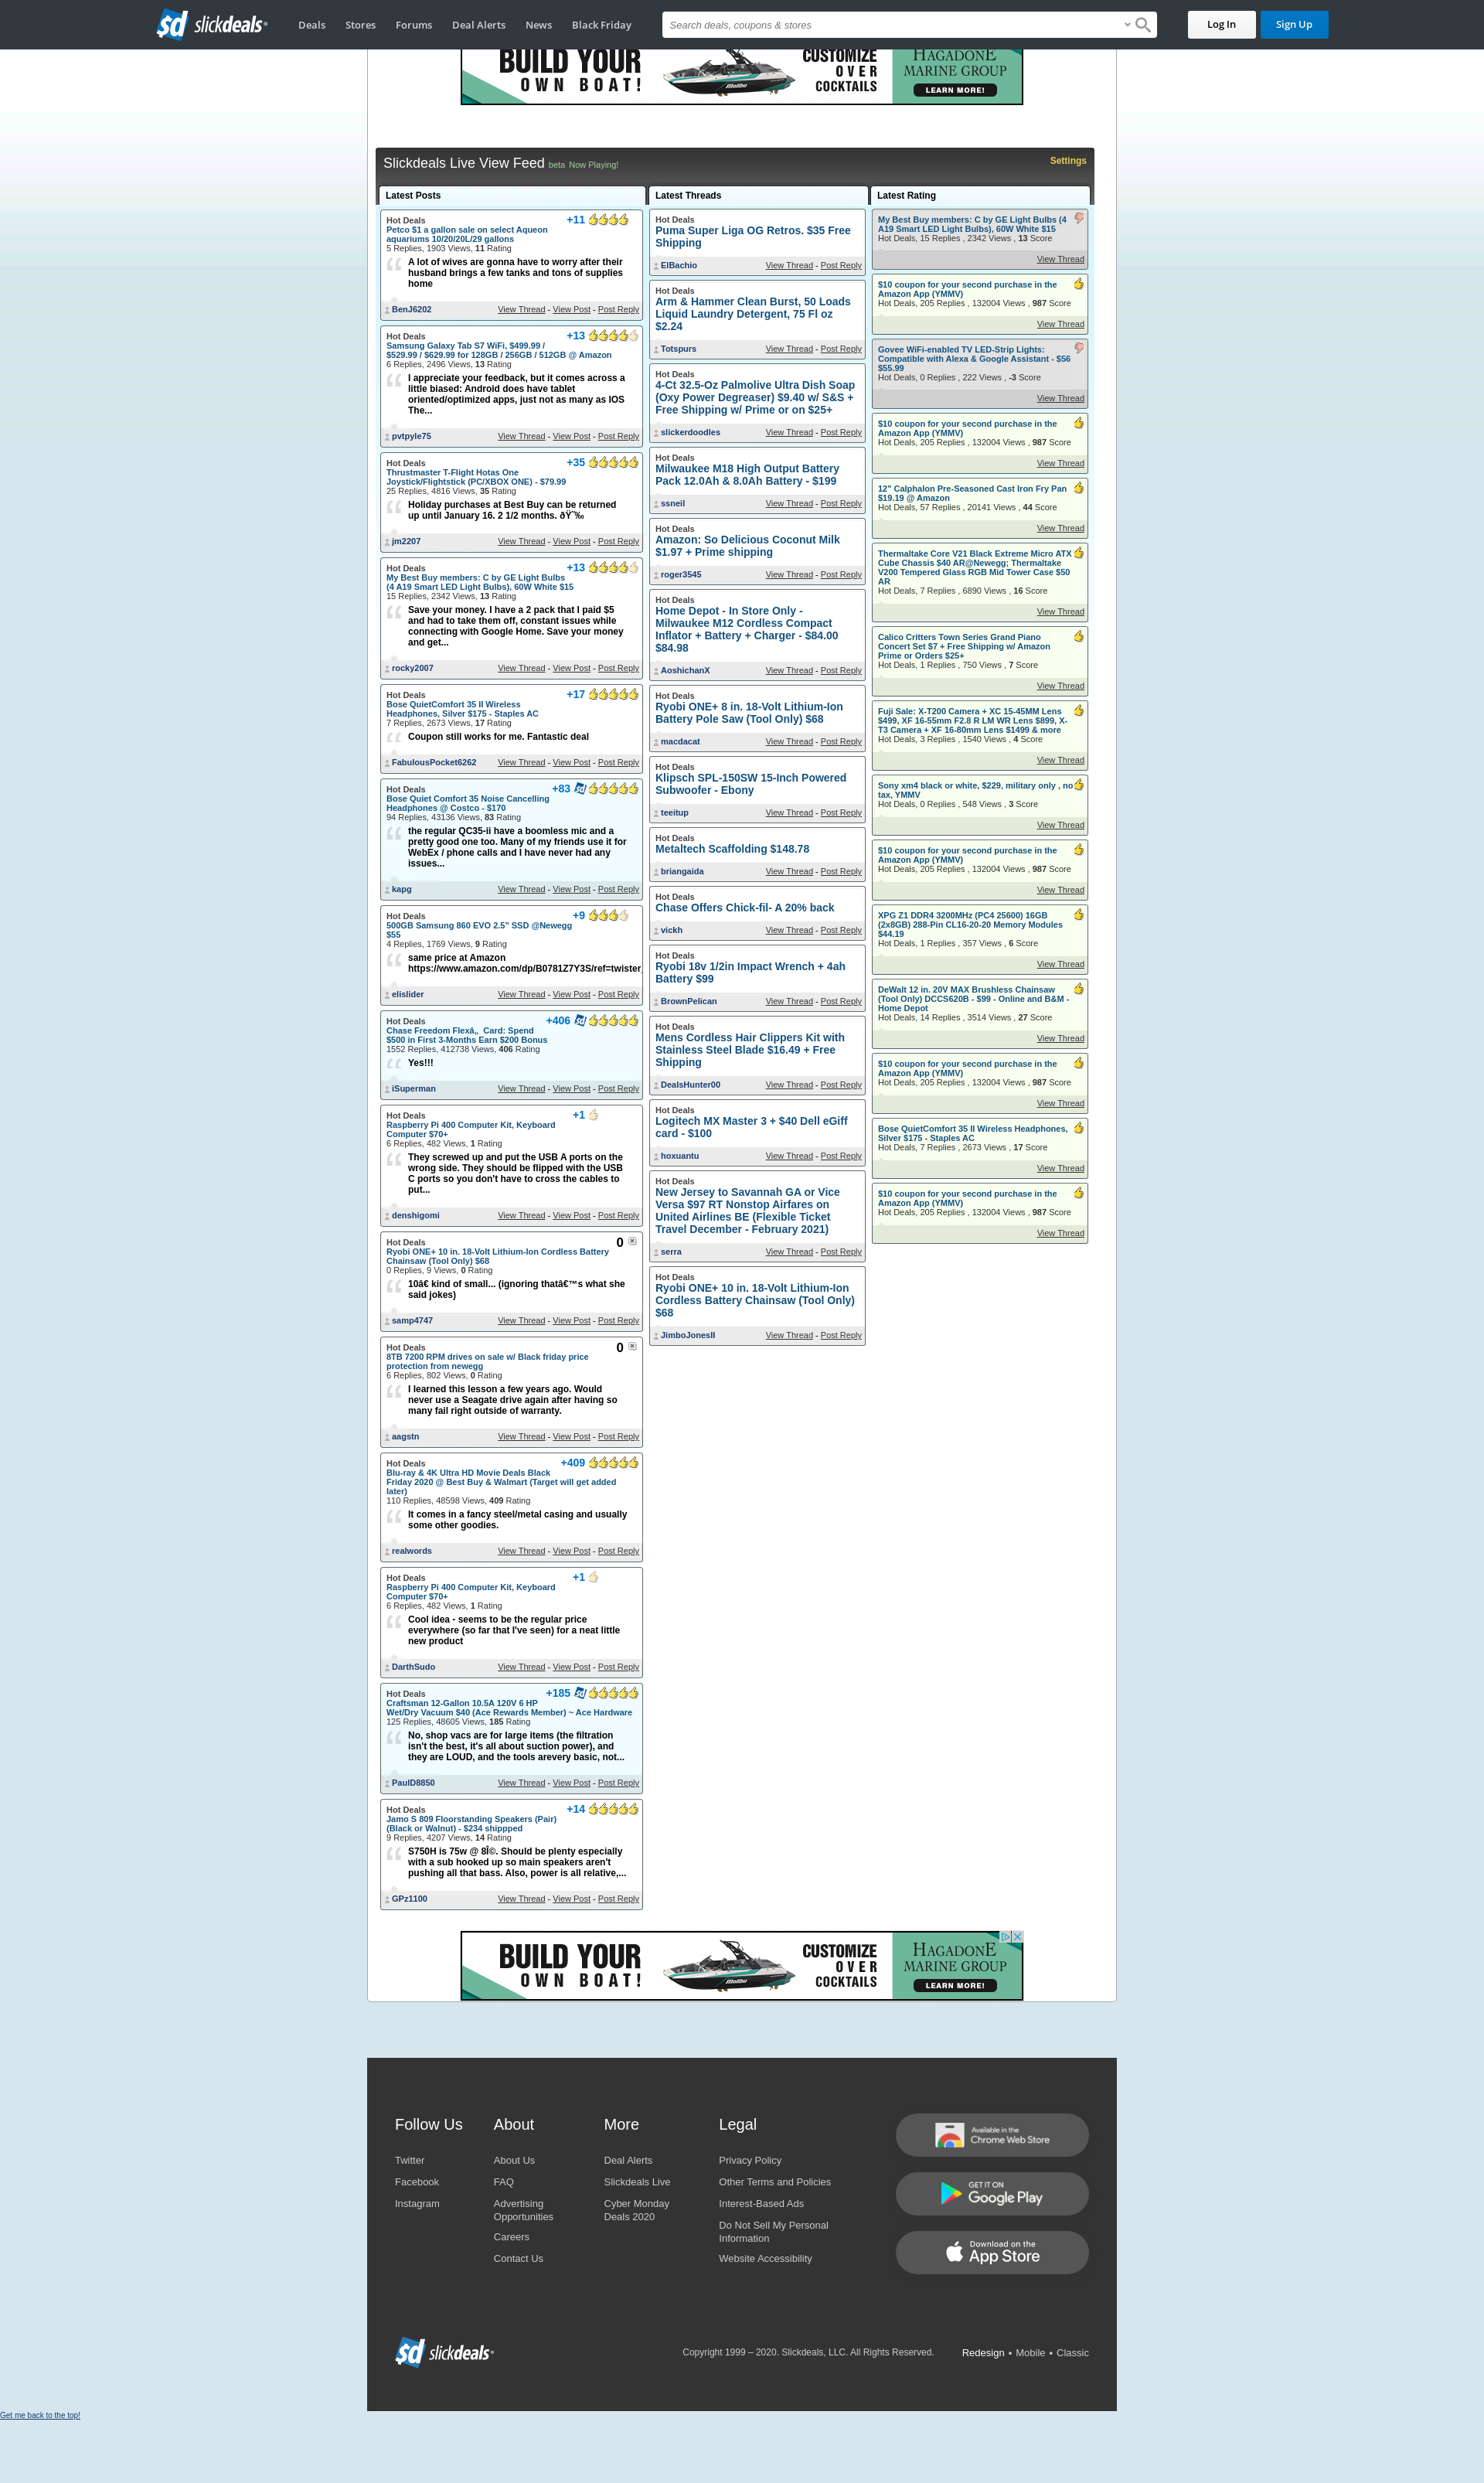 slickdeals
Deals Stores Forums Deal Alerts News Black Friday
Search deals, coupons & stores
Log In Sign Up
BUILD YOUR
OWN BOAT!
CUSTOMIZE
OVER
COCKTAILS
HAGADONE
MARINE GROUP
LEARN MORE!
Slickdeals Live View Feed beta Now Playing!
Settings
Latest Posts
Hot Deals +11
Petco $1 a gallon sale on select Aqueon
aquariums 10/20/20L/29 gallons
5 Replies, 1903 Views, 11 Rating
A lot of wives are gonna have to worry after their
husband brings a few tanks and tons of supplies
home
BenJ6202 View Thread - View Post - Post Reply
Hot Deals +13
Samsung Galaxy Tab S7 WiFi, $499.99 /
$529.99 / $629.99 for 128GB / 256GB / 512GB @ Amazon
6 Replies, 2496 Views, 13 Rating
I appreciate your feedback, but it comes across a
little biased: Android does have tablet
oriented/optimized apps, just not as many as IOS
The...
pvtpyle75 View Thread - View Post - Post Reply
Hot Deals +35
Thrustmaster T-Flight Hotas One
Joystick/Flightstick (PC/XBOX ONE) - $79.99
25 Replies, 4816 Views, 35 Rating
Holiday purchases at Best Buy can be returned
up until January 16. 2 1/2 months. ðŸ˜‰
jm2207 View Thread - View Post - Post Reply
Hot Deals +13
My Best Buy members: C by GE Light Bulbs
(4 A19 Smart LED Light Bulbs), 60W White $15
15 Replies, 2342 Views, 13 Rating
Save your money. I have a 2 pack that I paid $5
and had to take them off, constant issues while
connecting with Google Home. Save your money
and get...
rocky2007 View Thread - View Post - Post Reply
Hot Deals +17
Bose QuietComfort 35 II Wireless
Headphones, Silver $175 - Staples AC
7 Replies, 2673 Views, 17 Rating
Coupon still works for me. Fantastic deal
FabulousPocket6262 View Thread - View Post - Post Reply
Hot Deals +83
Bose Quiet Comfort 35 Noise Cancelling
Headphones @ Costco - $170
94 Replies, 43136 Views, 83 Rating
the regular QC35-ii have a boomless mic and a
pretty good one too. Many of my friends use it for
WebEx / phone calls and I have never had any
issues...
kapg View Thread - View Post - Post Reply
Hot Deals +9
500GB Samsung 860 EVO 2.5" SSD @Newegg
$55
4 Replies, 1769 Views, 9 Rating
same price at Amazon
https://www.amazon.com/dp/B0781Z7Y3S/ref=twister_
elislider View Thread - View Post - Post Reply
Hot Deals +406
Chase Freedom Flexâ„ Card: Spend
$500 in First 3-Months Earn $200 Bonus
1552 Replies, 412738 Views, 406 Rating
Yes!!!
iSuperman View Thread - View Post - Post Reply
Hot Deals +1
Raspberry Pi 400 Computer Kit, Keyboard
Computer $70+
6 Replies, 482 Views, 1 Rating
They screwed up and put the USB A ports on the
wrong side. They should be flipped with the USB
C ports so you don't have to cross the cables to
put...
denshigomi View Thread - View Post - Post Reply
Hot Deals 0
Ryobi ONE+ 10 in. 18-Volt Lithium-Ion Cordless Battery
Chainsaw (Tool Only) $68
0 Replies, 9 Views, 0 Rating
10â€ kind of small... (ignoring thatâ€™s what she
said jokes)
samp4747 View Thread - View Post - Post Reply
Hot Deals 0
8TB 7200 RPM drives on sale w/ Black friday price
protection from newegg
6 Replies, 802 Views, 0 Rating
I learned this lesson a few years ago. Would
never use a Seagate drive again after having so
many fail right outside of warranty.
aagstn View Thread - View Post - Post Reply
Hot Deals +409
Blu-ray & 4K Ultra HD Movie Deals Black
Friday 2020 @ Best Buy & Walmart (Target will get added
later)
110 Replies, 48598 Views, 409 Rating
It comes in a fancy steel/metal casing and usually
some other goodies.
realwords View Thread - View Post - Post Reply
Hot Deals +1
Raspberry Pi 400 Computer Kit, Keyboard
Computer $70+
6 Replies, 482 Views, 1 Rating
Cool idea - seems to be the regular price
everywhere (so far that I've seen) for a neat little
new product
DarthSudo View Thread - View Post - Post Reply
Hot Deals +185
Craftsman 12-Gallon 10.5A 120V 6 HP
Wet/Dry Vacuum $40 (Ace Rewards Member) ~ Ace Hardware
125 Replies, 48605 Views, 185 Rating
No, shop vacs are for large items (the filtration
isn't the best, it's all about suction power), and
they are LOUD, and the tools arevery basic, not...
PaulD8850 View Thread - View Post - Post Reply
Hot Deals +14
Jamo S 809 Floorstanding Speakers (Pair)
(Black or Walnut) - $234 shippped
9 Replies, 4207 Views, 14 Rating
S750H is 75w @ 8Î©. Should be plenty especially
with a sub hooked up so main speakers aren't
pushing all that bass. Also, power is all relative,...
GPz1100 View Thread - View Post - Post Reply
Latest Threads
Hot Deals
Puma Super Liga OG Retros. $35 Free
Shipping
ElBachio View Thread - Post Reply
Hot Deals
Arm & Hammer Clean Burst, 50 Loads
Liquid Laundry Detergent, 75 Fl oz
$2.24
Totspurs View Thread - Post Reply
Hot Deals
4-Ct 32.5-Oz Palmolive Ultra Dish Soap
(Oxy Power Degreaser) $9.40 w/ S&S +
Free Shipping w/ Prime or on $25+
slickerdoodles View Thread - Post Reply
Hot Deals
Milwaukee M18 High Output Battery
Pack 12.0Ah & 8.0Ah Battery - $199
ssneil View Thread - Post Reply
Hot Deals
Amazon: So Delicious Coconut Milk
$1.97 + Prime shipping
roger3545 View Thread - Post Reply
Hot Deals
Home Depot - In Store Only -
Milwaukee M12 Cordless Compact
Inflator + Battery + Charger - $84.00
$84.98
AoshichanX View Thread - Post Reply
Hot Deals
Ryobi ONE+ 8 in. 18-Volt Lithium-Ion
Battery Pole Saw (Tool Only) $68
macdacat View Thread - Post Reply
Hot Deals
Klipsch SPL-150SW 15-Inch Powered
Subwoofer - Ebony
teeitup View Thread - Post Reply
Hot Deals
Metaltech Scaffolding $148.78
briangaida View Thread - Post Reply
Hot Deals
Chase Offers Chick-fil- A 20% back
vickh View Thread - Post Reply
Hot Deals
Ryobi 18v 1/2in Impact Wrench + 4ah
Battery $99
BrownPelican View Thread - Post Reply
Hot Deals
Mens Cordless Hair Clippers Kit with
Stainless Steel Blade $16.49 + Free
Shipping
DealsHunter00 View Thread - Post Reply
Hot Deals
Logitech MX Master 3 + $40 Dell eGiff
card - $100
hoxuantu View Thread - Post Reply
Hot Deals
New Jersey to Savannah GA or Vice
Versa $97 RT Nonstop Airfares on
United Airlines BE (Flexible Ticket
Travel December - February 2021)
serra View Thread - Post Reply
Hot Deals
Ryobi ONE+ 10 in. 18-Volt Lithium-Ion
Cordless Battery Chainsaw (Tool Only)
$68
JimboJonesII View Thread - Post Reply
Latest Rating
My Best Buy members: C by GE Light Bulbs (4
A19 Smart LED Light Bulbs), 60W White $15
Hot Deals, 15 Replies , 2342 Views , 13 Score
View Thread
$10 coupon for your second purchase in the
Amazon App (YMMV)
Hot Deals, 205 Replies , 132004 Views , 987 Score
View Thread
Govee WiFi-enabled TV LED-Strip Lights:
Compatible with Alexa & Google Assistant - $56
$55.99
Hot Deals, 0 Replies , 222 Views , -3 Score
View Thread
$10 coupon for your second purchase in the
Amazon App (YMMV)
Hot Deals, 205 Replies , 132004 Views , 987 Score
View Thread
12" Calphalon Pre-Seasoned Cast Iron Fry Pan
$19.19 @ Amazon
Hot Deals, 57 Replies , 20141 Views , 44 Score
View Thread
Thermaltake Core V21 Black Extreme Micro ATX
Cube Chassis $40 AR@Newegg; Thermaltake
V200 Tempered Glass RGB Mid Tower Case $50
AR
Hot Deals, 7 Replies , 6890 Views , 16 Score
View Thread
Calico Critters Town Series Grand Piano
Concert Set $7 + Free Shipping w/ Amazon
Prime or Orders $25+
Hot Deals, 1 Replies , 750 Views , 7 Score
View Thread
Fuji Sale: X-T200 Camera + XC 15-45MM Lens
$499, XF 16-55mm F2.8 R LM WR Lens $899, X-
T3 Camera + XF 16-80mm Lens $1499 & more
Hot Deals, 3 Replies , 1540 Views , 4 Score
View Thread
Sony xm4 black or white, $229, military only , no
tax, YMMV
Hot Deals, 0 Replies , 548 Views , 3 Score
View Thread
$10 coupon for your second purchase in the
Amazon App (YMMV)
Hot Deals, 205 Replies , 132004 Views , 987 Score
View Thread
XPG Z1 DDR4 3200MHz (PC4 25600) 16GB
(2x8GB) 288-Pin CL16-20-20 Memory Modules
$44.19
Hot Deals, 1 Replies , 357 Views , 6 Score
View Thread
DeWalt 12 in. 20V MAX Brushless Chainsaw
(Tool Only) DCCS620B - $99 - Online and B&M -
Home Depot
Hot Deals, 14 Replies , 3514 Views , 27 Score
View Thread
$10 coupon for your second purchase in the
Amazon App (YMMV)
Hot Deals, 205 Replies , 132004 Views , 987 Score
View Thread
Bose QuietComfort 35 II Wireless Headphones,
Silver $175 - Staples AC
Hot Deals, 7 Replies , 2673 Views , 17 Score
View Thread
$10 coupon for your second purchase in the
Amazon App (YMMV)
Hot Deals, 205 Replies , 132004 Views , 987 Score
View Thread
BUILD YOUR
OWN BOAT!
Malibu
CUSTOMIZE
OVER
COCKTAILS
HAGADONE
MARINE GROUP
LEARN MORE!
Follow Us
Twitter
Facebook
Instagram
About
About Us
FAQ
Advertising
Opportunities
Careers
Contact Us
More
Deal Alerts
Slickdeals Live
Cyber Monday
Deals 2020
Legal
Privacy Policy
Other Terms and Policies
Interest-Based Ads
Do Not Sell My Personal
Information
Website Accessibility
Available in the
Chrome Web Store
GET IT ON
Google Play
Download on the
App Store
slickdeals
Copyright 1999 – 2020. Slickdeals, LLC. All Rights Reserved.
Redesign • Mobile • Classic
Get me back to the top!